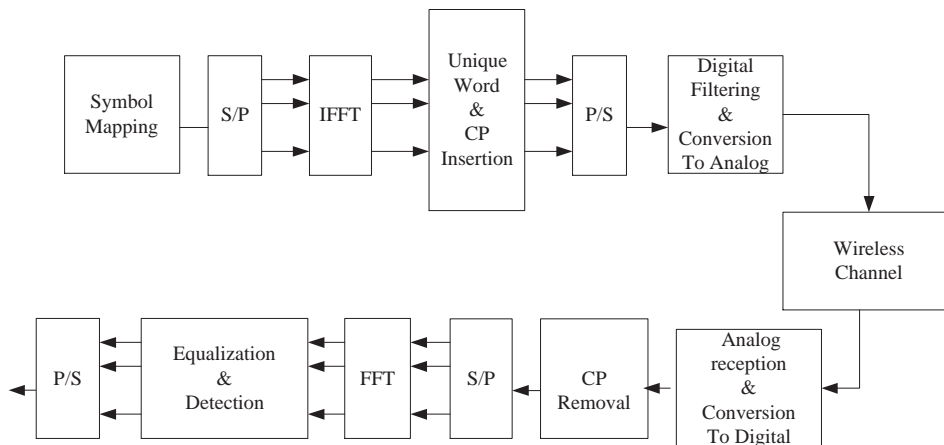 Symbol
Mapping
S/P
IFFT
Unique
Word
&
CP
Insertion
P/S
Digital
Filtering
&
Conversion
To Analog
Wireless
Channel
P/S
Equalization
&
Detection
FFT
S/P
CP
Removal
Analog
reception
&
Conversion
To Digital